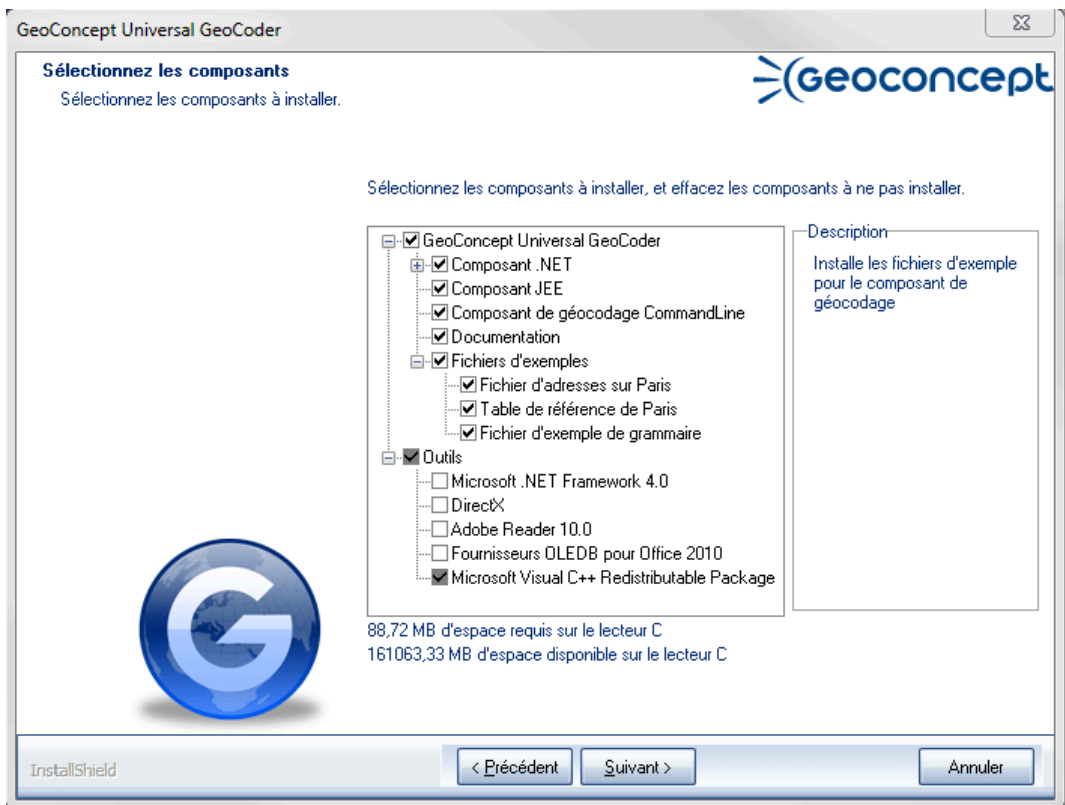 GeoConcept Universal GeoCoder
Sélectionnez les composants
Sélectionnez les composants à installer.
Geoconcept
Sélectionnez les composants à installer, et effacez les composants à ne pas installer.
GeoConcept Universal GeoCoder
Composant .NET
Composant JEE
Composant de géocodage CommandLine
Documentation
Fichiers d'exemples
Fichier d'adresses sur Paris
Table de référence de Paris
Fichier d'exemple de grammaire
Outils
Microsoft .NET Framework 4.0
DirectX
Adobe Reader 10.0
Fournisseurs OLEDB pour Office 2010
Microsoft Visual C++ Redistributable Package
Description
Installe les fichiers d'exemple
pour le composant de
géocodage
88,72 MB d'espace requis sur le lecteur C
161063,33 MB d'espace disponible sur le lecteur C
G
InstallShield
< Précédent
Suivant >
Annuler